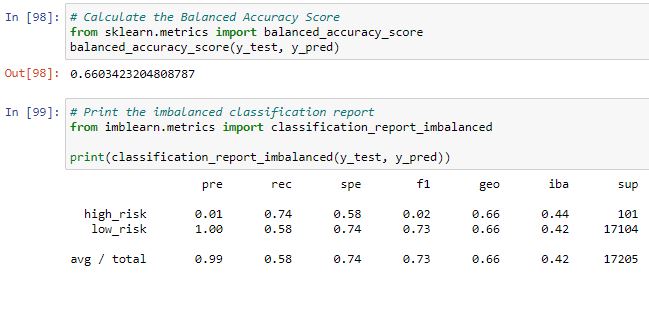 In [98]: # Calculate the Balanced Accuracy Score
from sklearn.metrics import balanced_accuracy_score
balanced_accuracy_score(y_test, y_pred)
Out[98]: 0.6603423204808787
In [99]: # Print the imbalanced classification report
from imblearn.metrics import classification_report_imbalanced
print(classification_report_imbalanced(y_test, y_pred))
pre rec spe f1 geo iba sup
high_risk 0.01 0.74 0.58 0.02 0.66 0.44 101
low_risk 1.00 0.58 0.74 0.73 0.66 0.42 17104
avg / total 0.99 0.58 0.74 0.73 0.66 0.42 17205